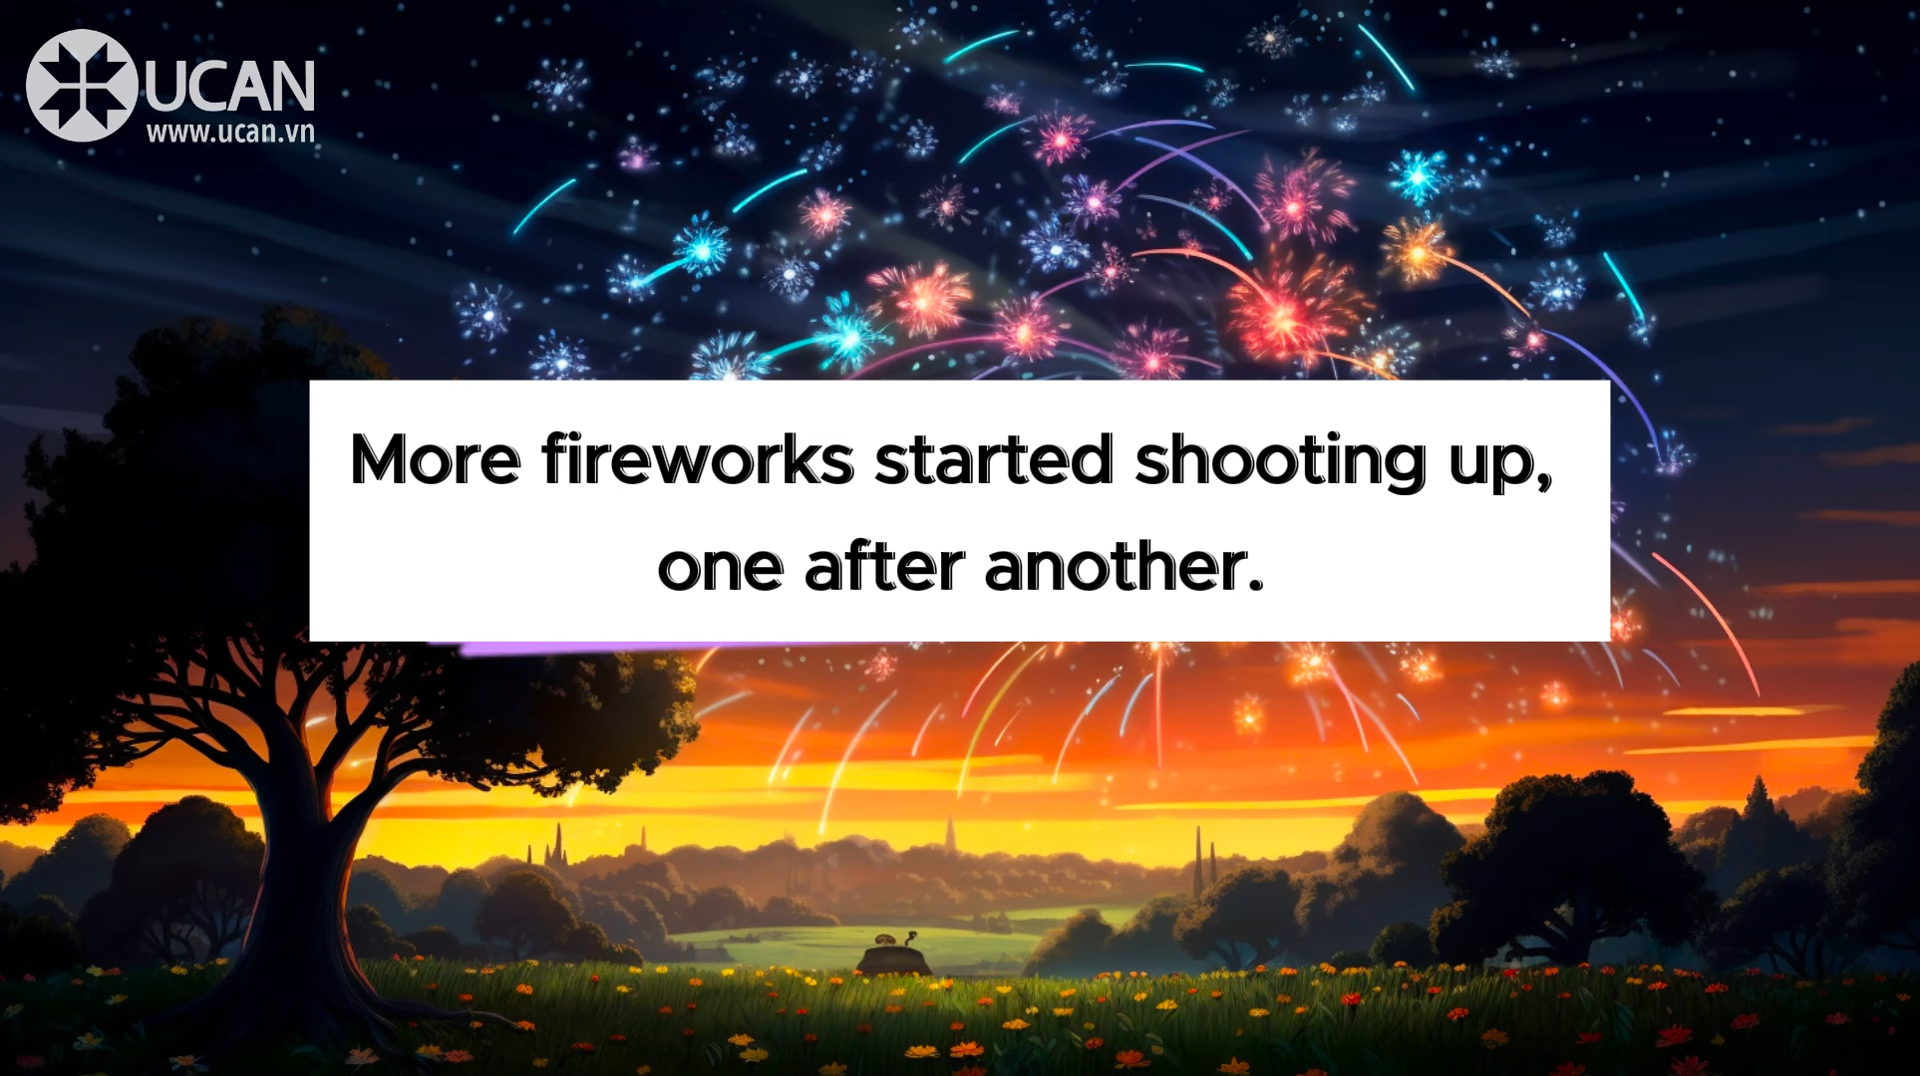 UCAN
www.ucan.vn
More fireworks started shooting up,
one after another.